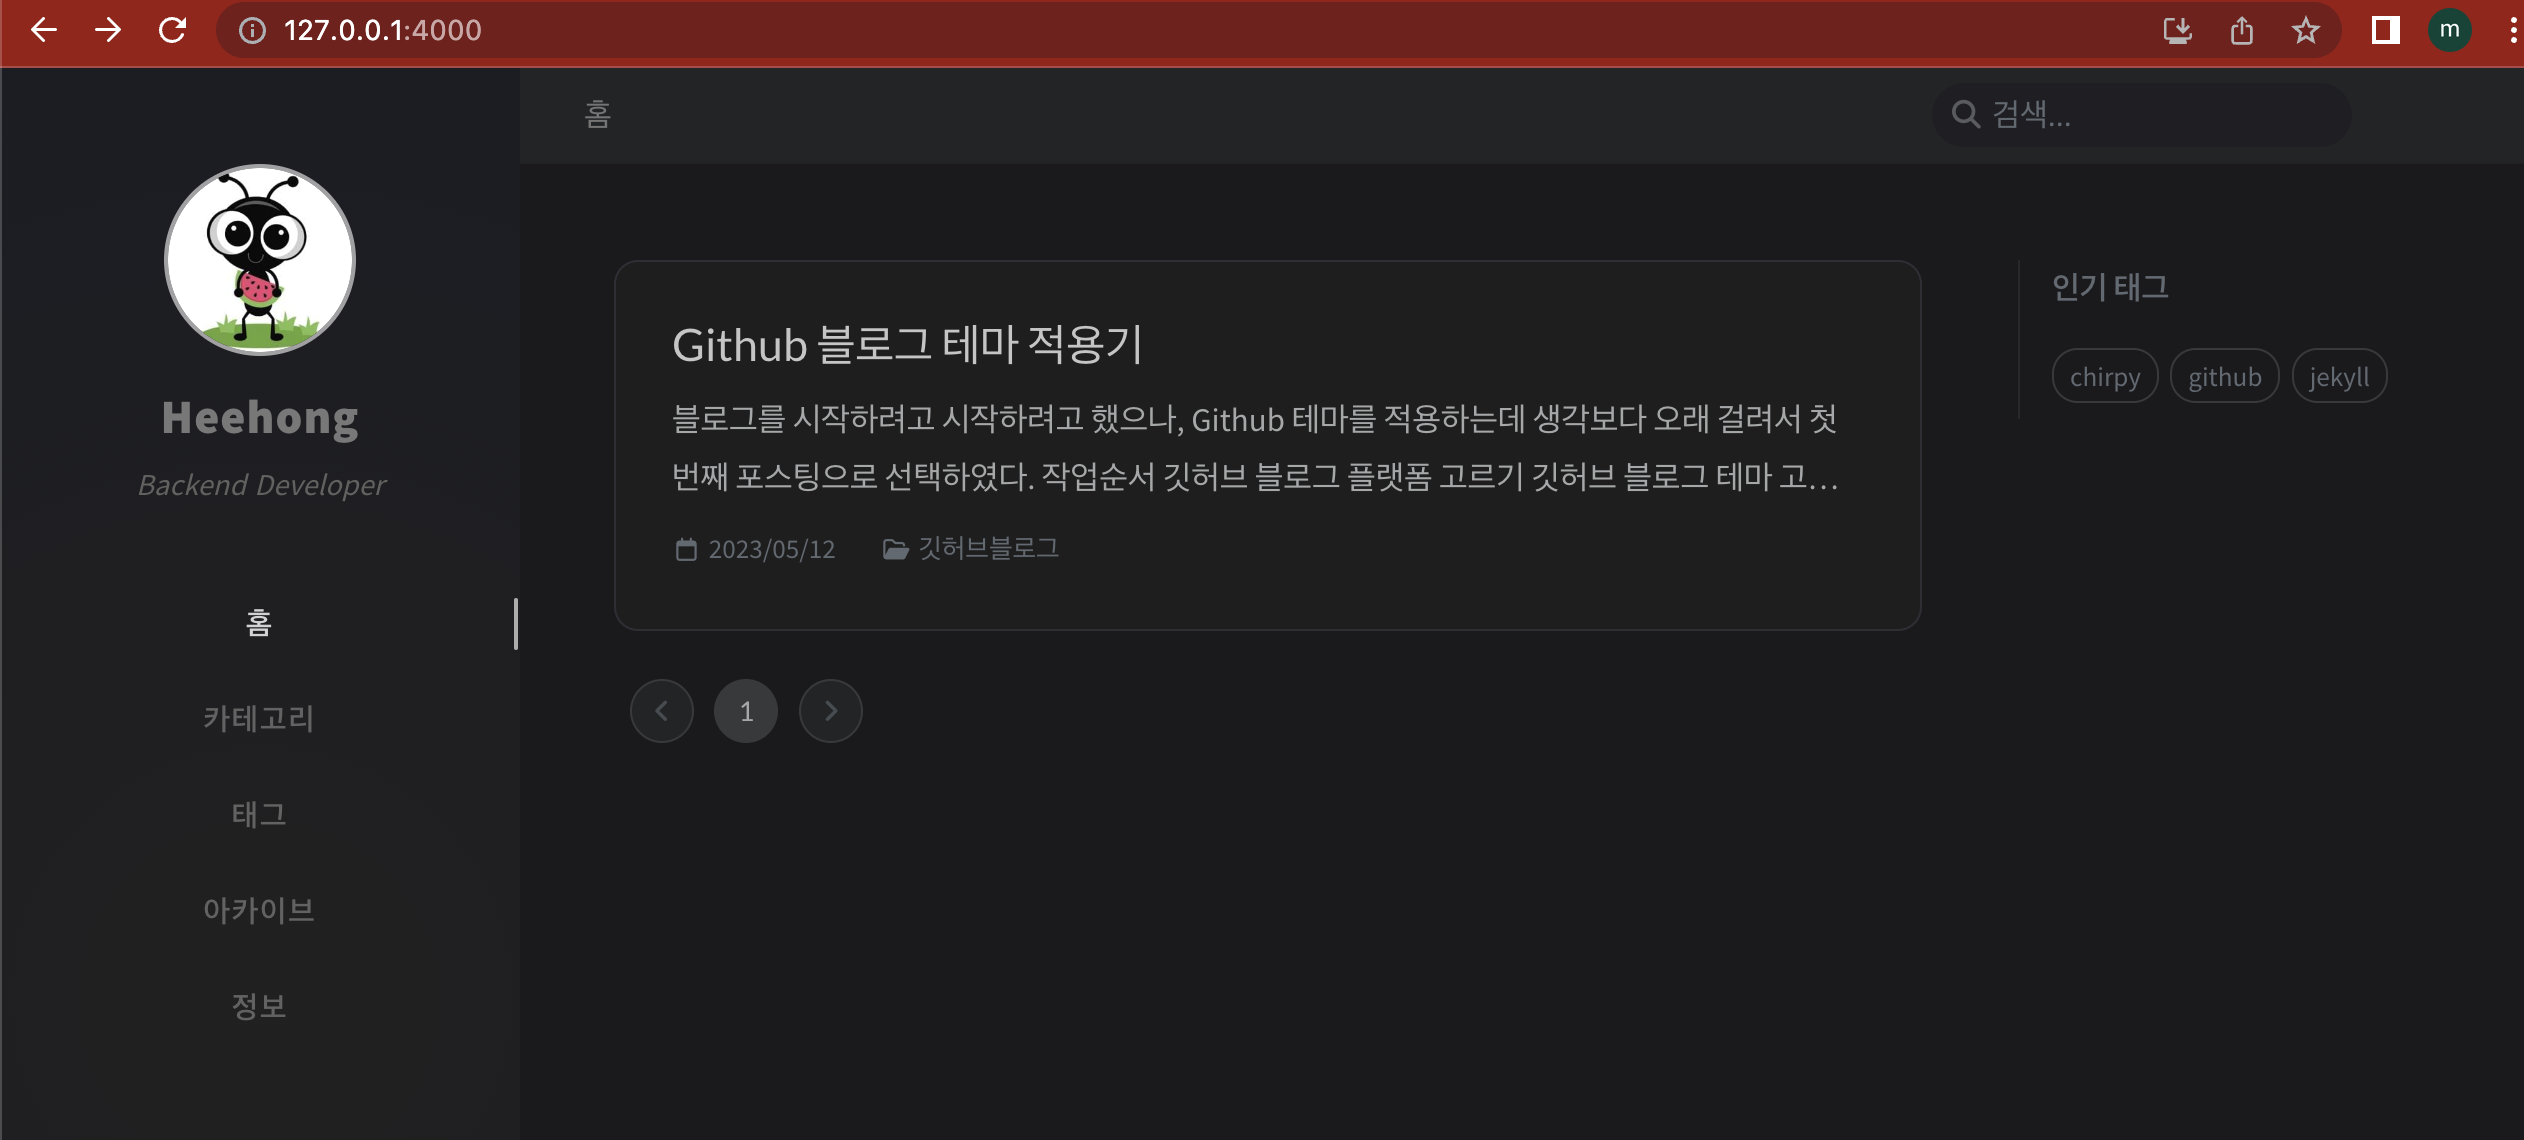 127.0.0.1:4000
m
Heehong
Backend Developer
홈
카테고리
태그
아카이브
정보
홈
검색...
Github 블로그 테마 적용기
블로그를 시작하려고 시작하려고 했으나, Github 테마를 적용하는데 생각보다 오래 걸려서 첫
번째 포스팅으로 선택하였다. 작업순서 깃허브 블로그 플랫폼 고르기 깃허브 블로그 테마 고...
2023/05/12 깃허브블로그
1
인기 태그
chirpy github jekyll